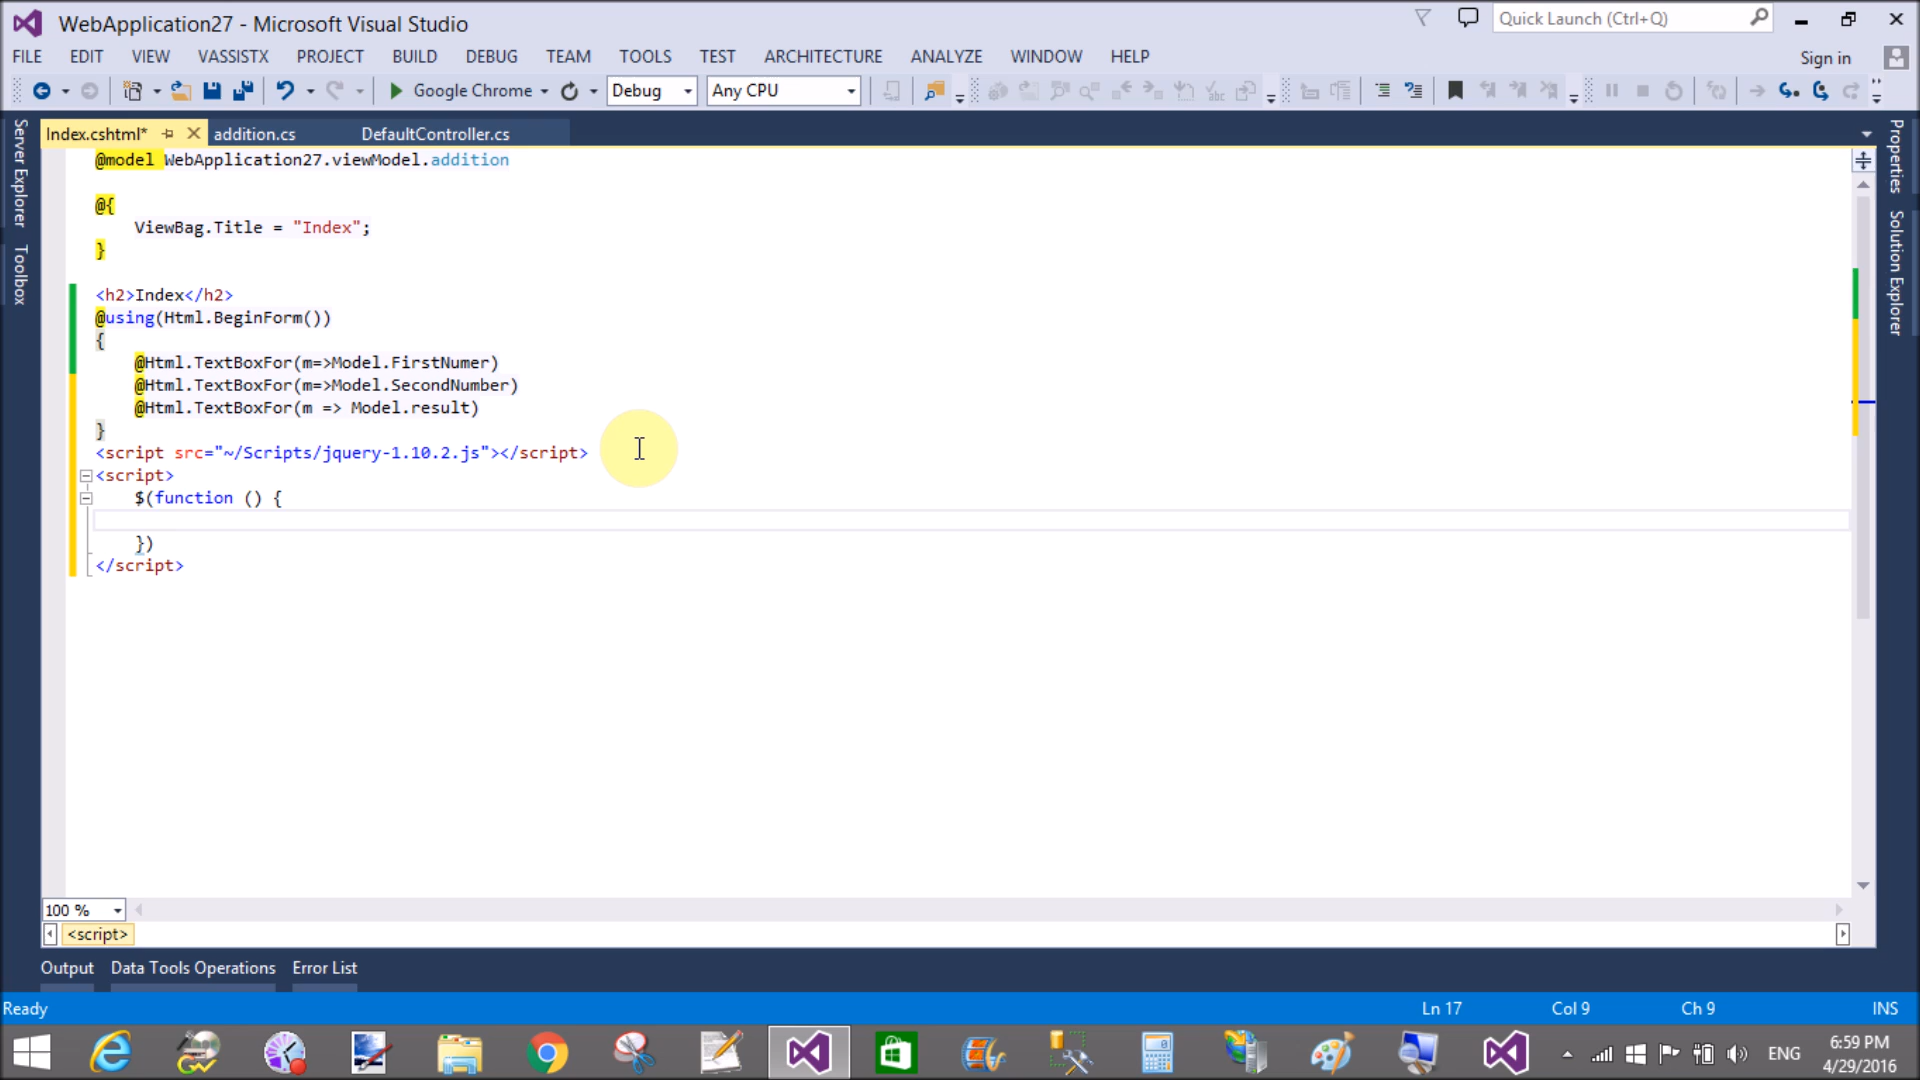 WebApplication27 - Microsoft Visual Studio
Quick Launch (Ctrl+Q)
FILE EDIT VIEW VASSISTX PROJECT BUILD DEBUG TEAM TOOLS TEST ARCHITECTURE ANALYZE WINDOW HELP
Sign in
Google Chrome Debug Any CPU
Index.cshtml* addition.cs DefaultController.cs
Server Explorer
Toolbox
Properties
Solution Explorer
@model WebApplication27.viewModel.addition
@{
ViewBag.Title = "Index";
}
<h2>Index</h2>
@using(Html.BeginForm())
{
@Html.TextBoxFor(m=>Model.FirstNumer)
@Html.TextBoxFor(m=>Model.SecondNumber)
@Html.TextBoxFor(m => Model.result)
}
<script src="~/Scripts/jquery-1.10.2.js"></script>
<script>
$(function () {
})
</script>
100 %
<script>
Output Data Tools Operations Error List
Ready Ln 17 Col 9 Ch 9 INS
ENG
6:59 PM
4/29/2016